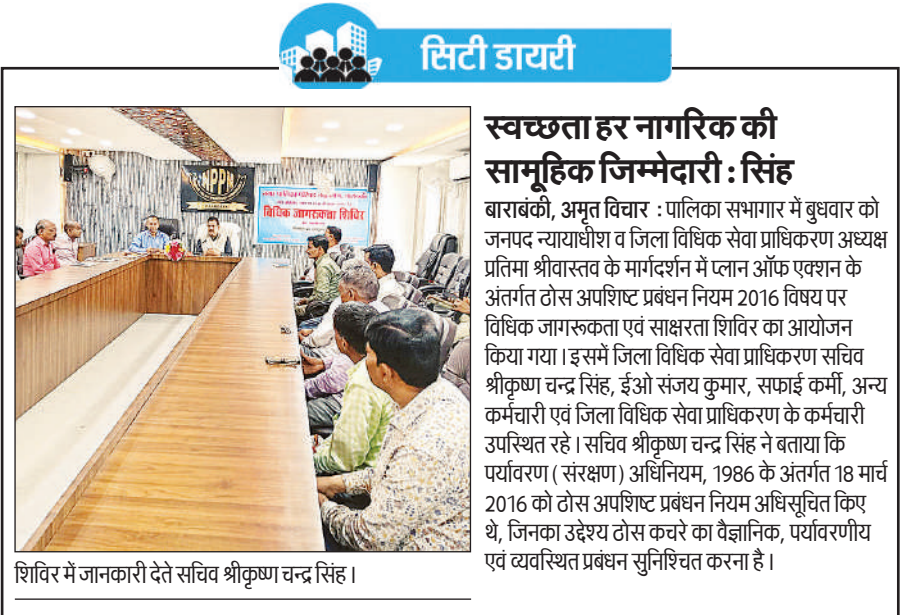 सिटी डायरी
NPPN
विधिक जागरूकता शिविर
शिविर में जानकारी देते सचिव श्रीकृष्ण चन्द्र सिंह।
स्वच्छता हर नागरिक की
सामूहिक जिम्मेदारी : सिंह
बाराबंकी, अमृत विचार : पालिका सभागार में बुधवार को
जनपद न्यायाधीश व जिला विधिक सेवा प्राधिकरण अध्यक्ष
प्रतिमा श्रीवास्तव के मार्गदर्शन में प्लान ऑफ एक्शन के
अंतर्गत ठोस अपशिष्ट प्रबंधन नियम 2016 विषय पर
विधिक जागरूकता एवं साक्षरता शिविर का आयोजन
किया गया। इसमें जिला विधिक सेवा प्राधिकरण सचिव
श्रीकृष्ण चन्द्र सिंह, ईओ संजय कुमार, सफाई कर्मी, अन्य
कर्मचारी एवं जिला विधिक सेवा प्राधिकरण के कर्मचारी
उपस्थित रहे। सचिव श्रीकृष्ण चन्द्र सिंह ने बताया कि
पर्यावरण ( संरक्षण) अधिनियम, 1986 के अंतर्गत 18 मार्च
2016 को ठोस अपशिष्ट प्रबंधन नियम अधिसूचित किए
थे, जिनका उद्देश्य ठोस कचरे का वैज्ञानिक, पर्यावरणीय
एवं व्यवस्थित प्रबंधन सुनिश्चित करना है।